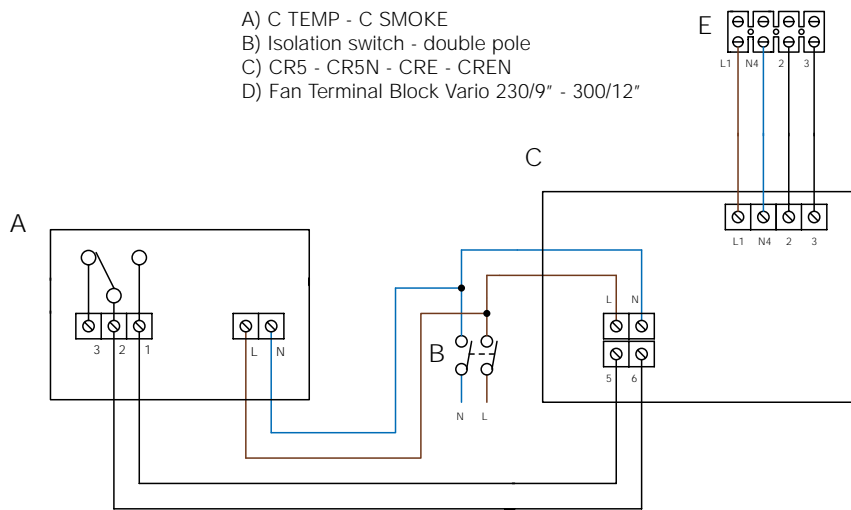 A) C TEMP - C SMOKE
B) Isolation switch - double pole
C) CR5 - CR5N - CRE - CREN
D) Fan Terminal Block Vario 230/9" - 300/12"
E
L1 N4 2 3
C
A
L1 N4 2 3
L N
3 2 1
L N
B
5 6
N L